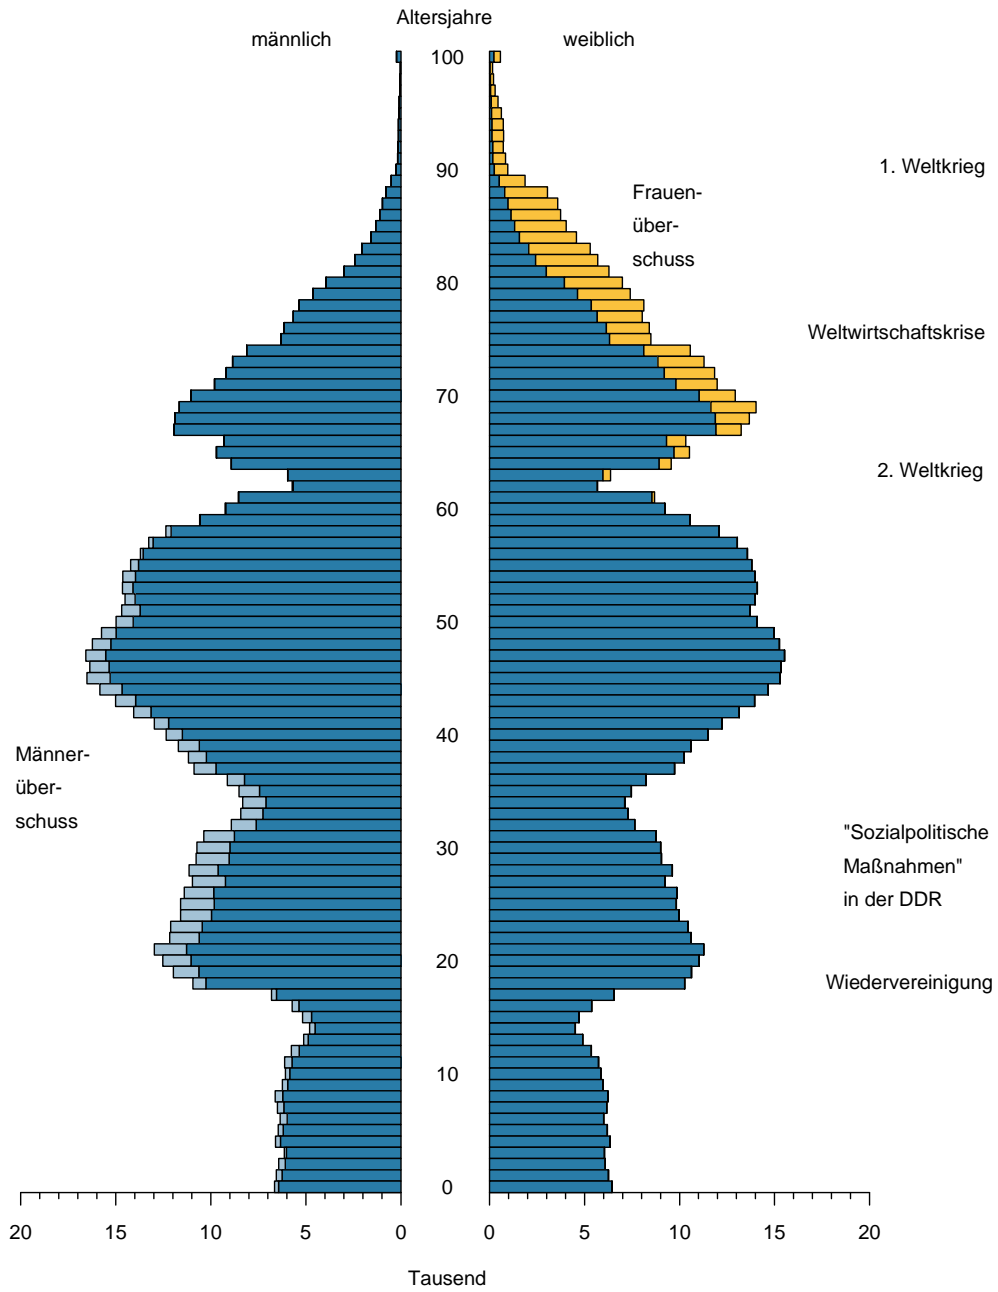 Altersjahre
männlich
weiblich
100
90
80
70
60
50
40
30
20
10
0
Frauen-
über-
schuss
Männer-
über-
schuss
1. Weltkrieg
Weltwirtschaftskrise
2. Weltkrieg
"Sozialpolitische
Maßnahmen"
in der DDR
Wiedervereinigung
20 15 10 5 0 0 5 10 15 20
Tausend